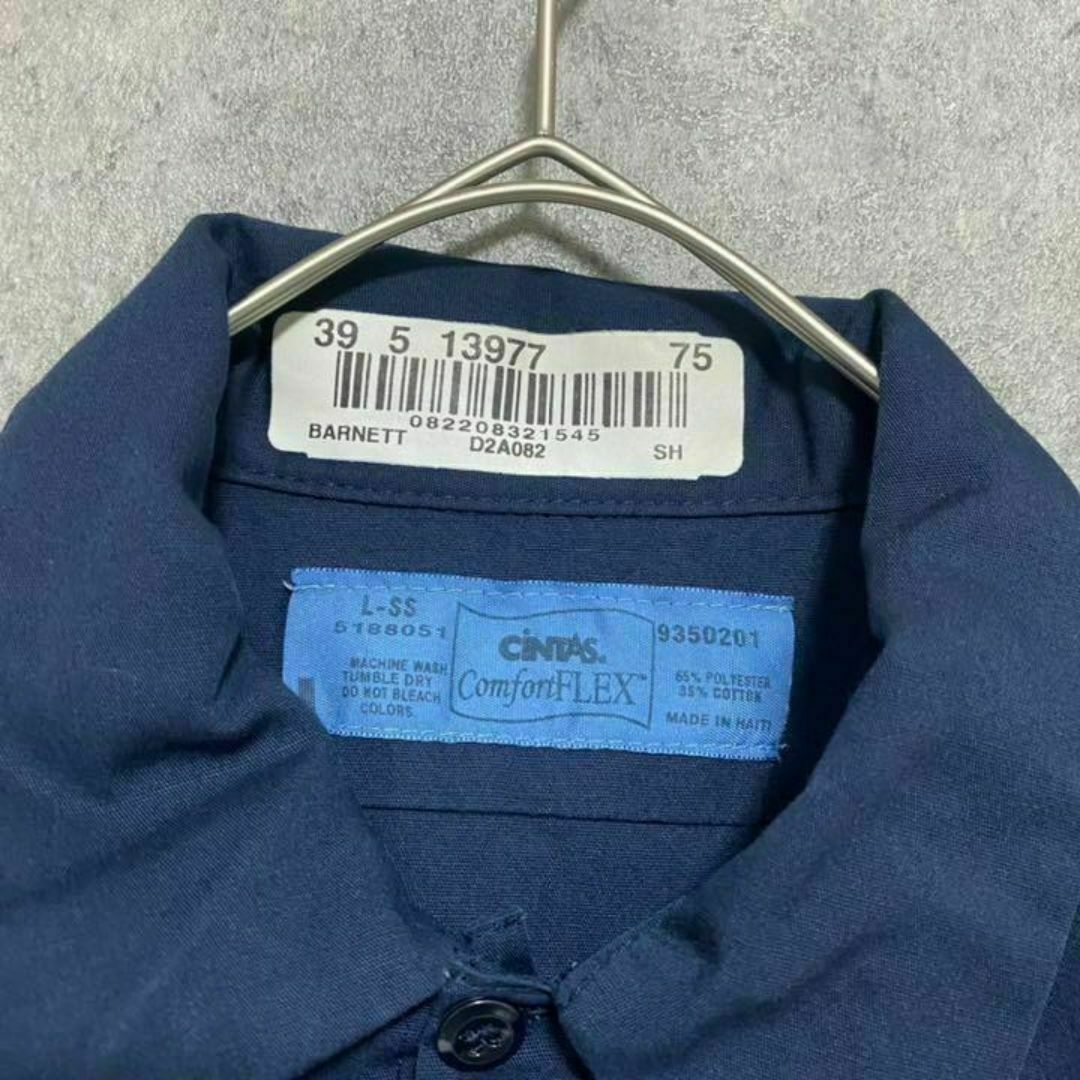 39 5 13977 75
082208321545
BARNETT D2A082 SH
L-SS
5188051
MACHINE WASH
TUMBLE DRY
DO NOT BLEACH
COLORS
CINTAS.
ComfortFLEX™
9350201
65% POLYESTER
35% COTTON
MADE IN HAITI